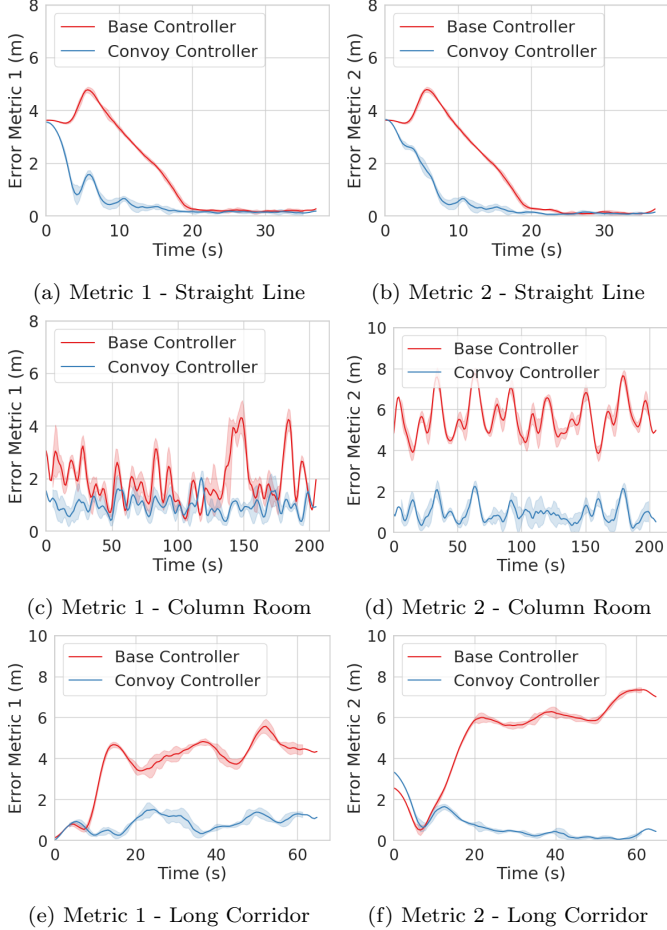 8
6
4
2
0
Error Metric 1 (m)
Base Controller
Convoy Controller
0 10 20 30
Time (s)
8
6
4
2
0
Error Metric 2 (m)
Base Controller
Convoy Controller
0 10 20 30
Time (s)
(a) Metric 1 - Straight Line
(b) Metric 2 - Straight Line
8
6
4
2
0
Error Metric 1 (m)
Base Controller
Convoy Controller
0 50 100 150 200
Time (s)
10
8
6
4
2
0
Error Metric 2 (m)
Base Controller
Convoy Controller
0 50 100 150 200
Time (s)
(c) Metric 1 - Column Room
(d) Metric 2 - Column Room
10
8
6
4
2
0
Error Metric 1 (m)
Base Controller
Convoy Controller
0 20 40 60
Time (s)
10
8
6
4
2
0
Error Metric 2 (m)
Base Controller
Convoy Controller
0 20 40 60
Time (s)
(e) Metric 1 - Long Corridor
(f) Metric 2 - Long Corridor